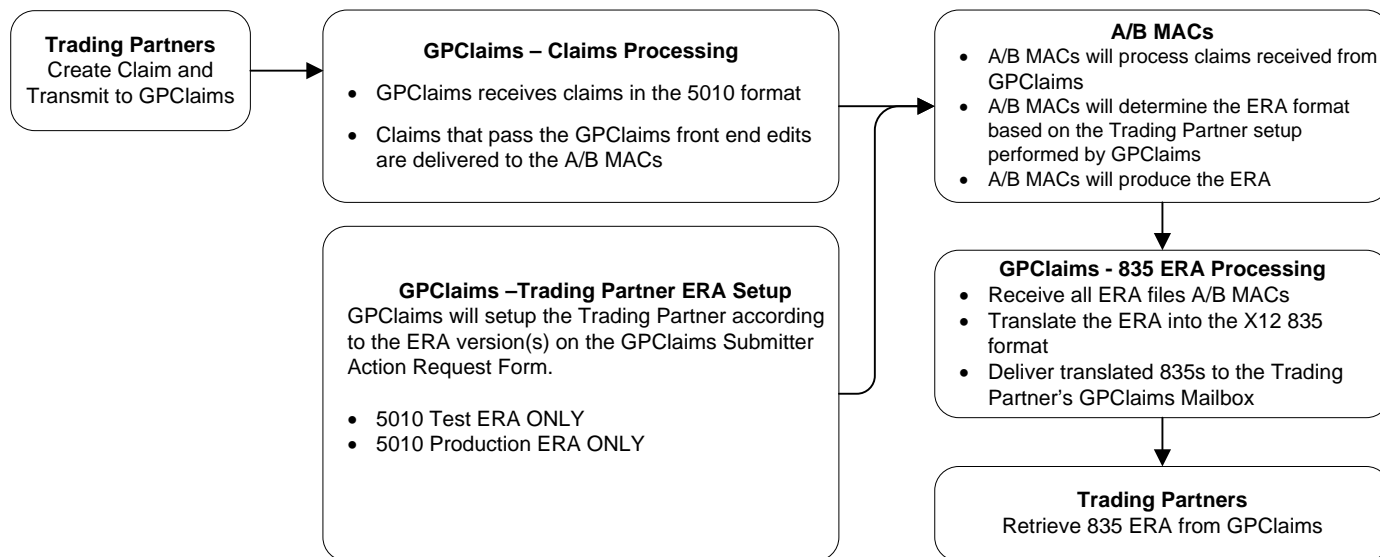 Trading Partners
Create Claim and
Transmit to GPClaims
GPClaims – Claims Processing
• GPClaims receives claims in the 5010 format
• Claims that pass the GPClaims front end edits
are delivered to the A/B MACs
GPClaims –Trading Partner ERA Setup
GPClaims will setup the Trading Partner according
to the ERA version(s) on the GPClaims Submitter
Action Request Form.
• 5010 Test ERA ONLY
• 5010 Production ERA ONLY
A/B MACs
• A/B MACs will process claims received from
GPClaims
• A/B MACs will determine the ERA format
based on the Trading Partner setup
performed by GPClaims
• A/B MACs will produce the ERA
GPClaims - 835 ERA Processing
• Receive all ERA files A/B MACs
• Translate the ERA into the X12 835
format
• Deliver translated 835s to the Trading
Partner’s GPClaims Mailbox
Trading Partners
Retrieve 835 ERA from GPClaims